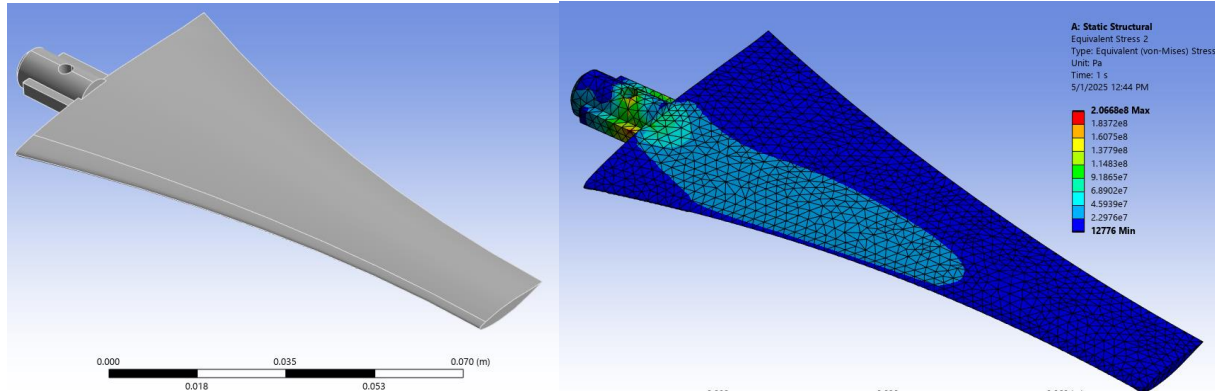 0.000 0.035 0.070 (m)
0.018 0.053
A: Static Structural
Equivalent Stress 2
Type: Equivalent (von-Mises) Stress
Unit: Pa
Time: 1 s
5/1/2025 12:44 PM
2.0668e8 Max
1.8372e8
1.6075e8
1.3779e8
1.1483e8
9.1865e7
6.8902e7
4.5939e7
2.2976e7
12776 Min